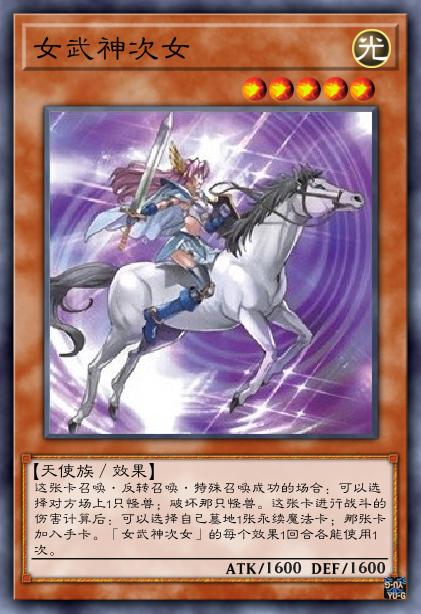 女武神次女
光
【天使族／效果】
这张卡召唤·反转召唤·特殊召唤成功的场合；可以选
择对方场上1只怪兽；破坏那只怪兽。这张卡进行战斗的
伤害计算后；可以选择自己墓地1张永续魔法卡；那张卡
加入手卡。「女武神次女」的每个效果1回合各能使用1
次。
ATK/1600 DEF/1600